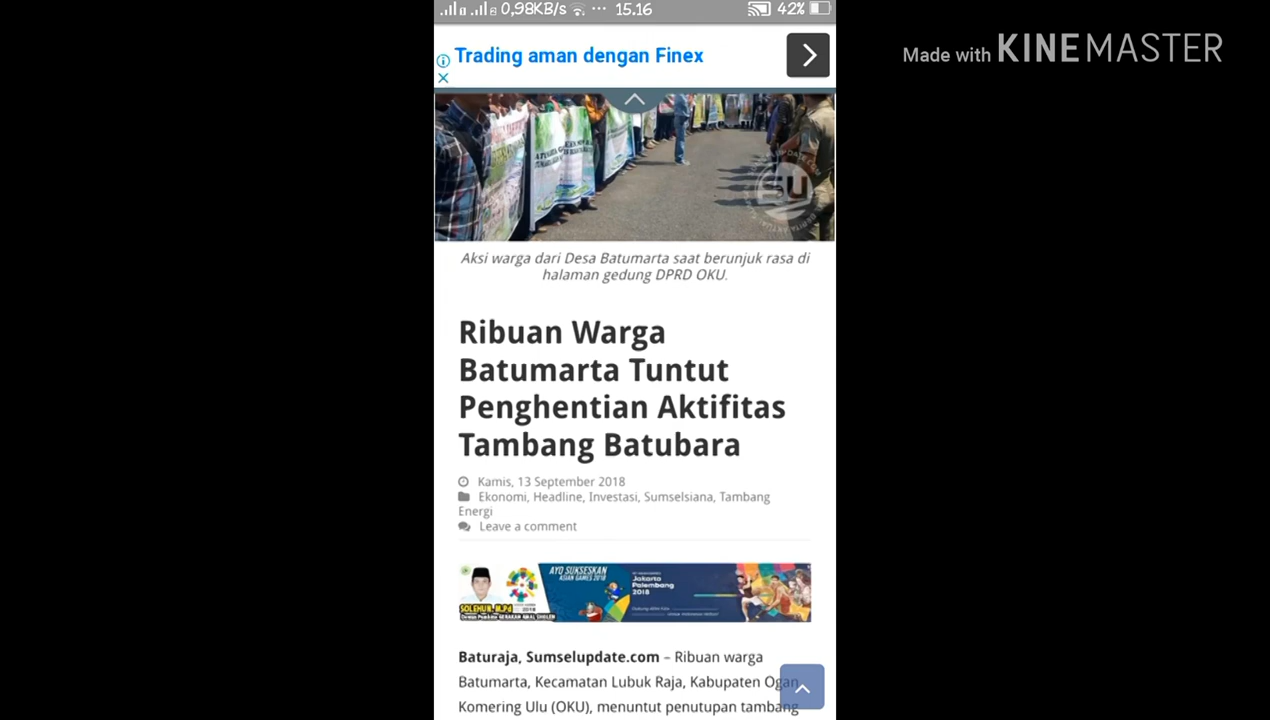 0,98KB/s ... 15.16 42%
Made with KINEMASTER
Trading aman dengan Finex
Aksi warga dari Desa Batumarta saat berunjuk rasa di
halaman gedung DPRD OKU.
Ribuan Warga
Batumarta Tuntut
Penghentian Aktifitas
Tambang Batubara
Kamis, 13 September 2018
Ekonomi, Headline, Investasi, Sumselsiana, Tambang
Energi
Leave a comment
AYO SUKSESKAN
ASIAN GAMES 2018
Jakarta
Palembang
2018
SOLEHUN, M.Pd
Baturaja, Sumselupdate.com – Ribuan warga
Batumarta, Kecamatan Lubuk Raja, Kabupaten Ogan
Komering Ulu (OKU), menuntut penutupan tambang